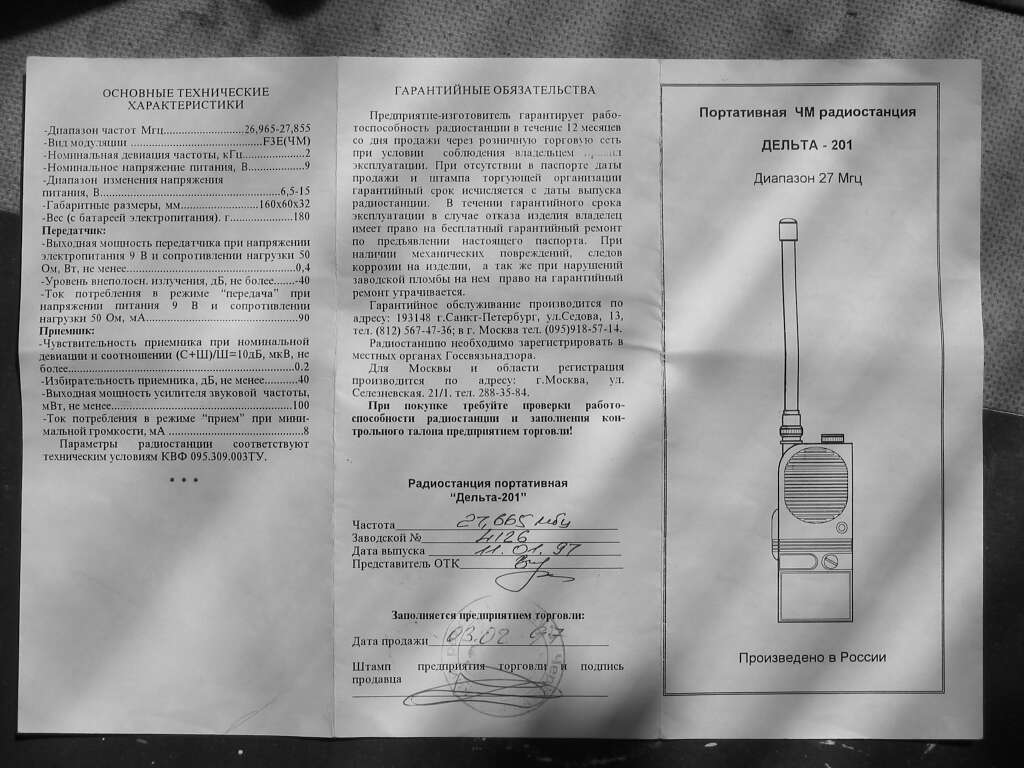 ОСНОВНЫЕ ТЕХНИЧЕСКИЕ
ХАРАКТЕРИСТИКИ
-Диапазон частот Мгц............................26,965-27,855
-Вид модуляции ..............................................F3E(ЧМ)
-Номинальная девиация частоты, кГц.....................2
-Номинальное напряжение питания, В...................9
-Диапазон изменения напряжения
питания, В............................................................6,5-15
-Габаритные размеры, мм...........................160х60х32
-Вес (с батареей электропитания). г.....................180
Передатчик:
-Выходная мощность передатчика при напряжении
электропитания 9 В и сопротивлении нагрузки 50
Ом, Вт, не менее.........................................................0,4
-Уровень внеполосн. излучения, дБ, не более.......-40
-Ток потребления в режиме “передача” при
напряжении питания 9 В и сопротивлении
нагрузки 50 Ом, мА...................................................90
Приемник:
-Чувствительность приемника при номинальной
девиации и соотношении (С+Ш)/Ш=10дБ, мкВ, не
более............................................................................0.2
-Избирательность приемника, дБ, не менее...........40
-Выходная мощность усилителя звуковой частоты,
мВт, не менее............................................................100
-Ток потребления в режиме “прием” при мини-
мальной громкости, мА .............................................8
Параметры радиостанции соответствуют
техническим условиям КВФ 095.309.003ТУ.
* * *
ГАРАНТИЙНЫЕ ОБЯЗАТЕЛЬСТВА
Предприятие-изготовитель гарантирует рабо-
тоспособность радиостанции в течение 12 месяцев
со дня продажи через розничную торговую сеть
при условии соблюдения владельцем
эксплуатации. При отсутствии в паспорте даты
продажи и штампа торгующей организации
гарантийный срок исчисляется с даты выпуска
радиостанции. В течении гарантийного срока
эксплуатации в случае отказа изделия владелец
имеет право на бесплатный гарантийный ремонт
по предъявлении настоящего паспорта. При
наличии механических повреждений, следов
коррозии на изделии, а так же при нарушений
заводской пломбы на нем право на гарантийный
ремонт утрачивается.
Гарантийное обслуживание производится по
адресу: 193148 г.Санкт-Петербург, ул.Седова, 13,
тел. (812) 567-47-36; в г. Москва тел. (095)918-57-14.
Радиостанцию необходимо зарегистрировать в
местных органах Госсвязьнадзора.
Для Москвы и области регистрация
производится по адресу: г.Москва, ул.
Селезневская. 21/1. тел. 288-35-84.
При покупке требуйте проверки работо-
способности радиостанции и заполнения кон-
трольного талона предприятием торговли!
Радиостанция портативная
“Дельта-201”
Частота 27,665 мгц
Заводской № 4126
Дата выпуска 11.01.97
Представитель ОТК
Заполняется предприятием торговли:
Дата продажи 03.02 97
Штамп предприятия торговли и подпись
продавца
Портативная ЧМ радиостанция
ДЕЛЬТА - 201
Диапазон 27 Мгц
Произведено в России